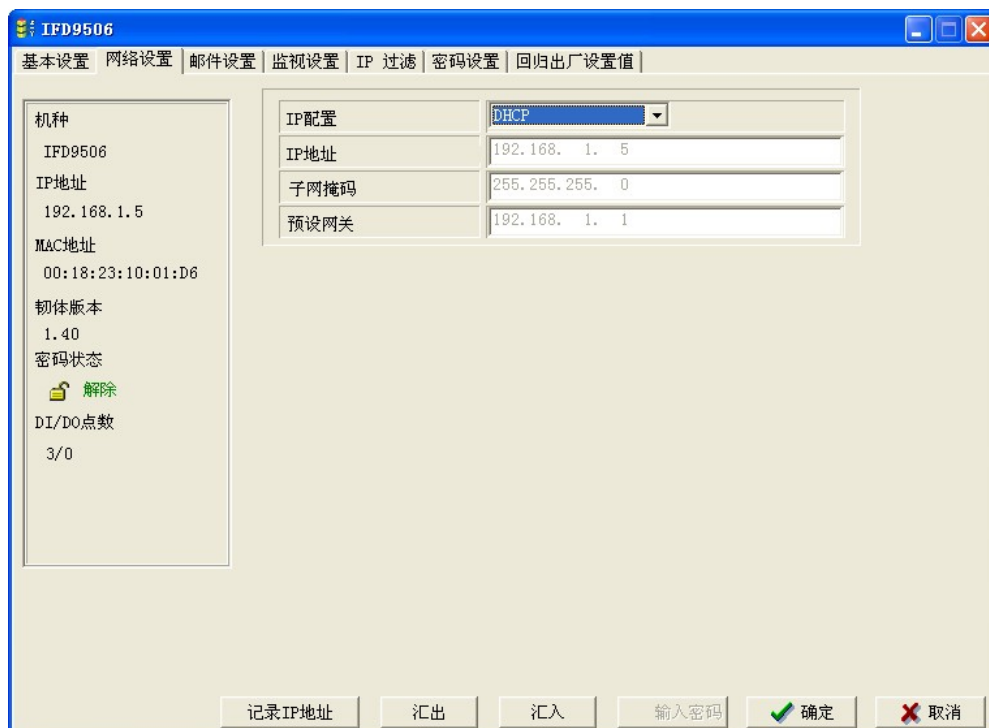 IFD9506
基本设置 网络设置 邮件设置 监视设置 IP 过滤 密码设置 回归出厂设置值
机种
IFD9506
IP地址
192.168.1.5
MAC地址
00:18:23:10:01:D6
韧体版本
1.40
密码状态
解除
DI/DO点数
3/0
IP配置 DHCP
IP地址 192.168. 1. 5
子网掩码 255.255.255. 0
预设网关 192.168. 1. 1
记录IP地址 汇出 汇入 输入密码 确定 取消